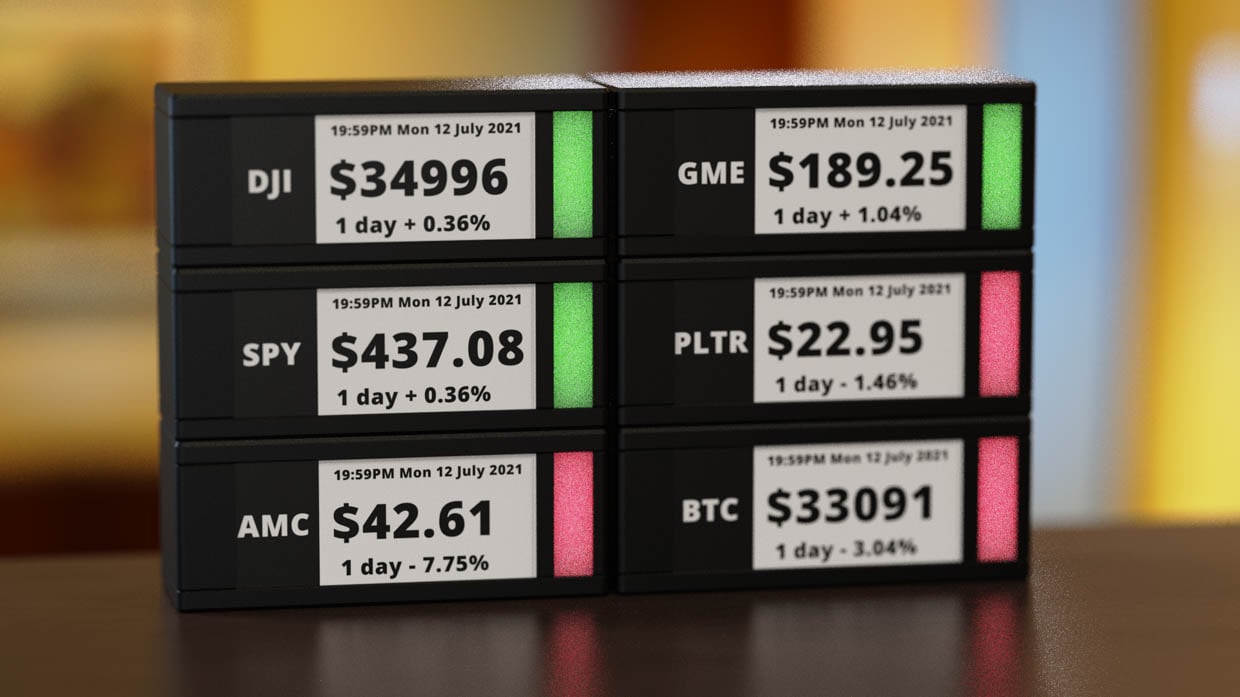 DJI
19:59PM Mon 12 July 2021
$34996
1 day + 0.36%
GME
19:59PM Mon 12 July 2021
$189.25
1 day + 1.04%
SPY
19:59PM Mon 12 July 2021
$437.08
1 day + 0.36%
PLTR
19:59PM Mon 12 July 2021
$22.95
1 day - 1.46%
AMC
19:59PM Mon 12 July 2021
$42.61
1 day - 7.75%
BTC
19:59PM Mon 12 July 2021
$33091
1 day - 3.04%